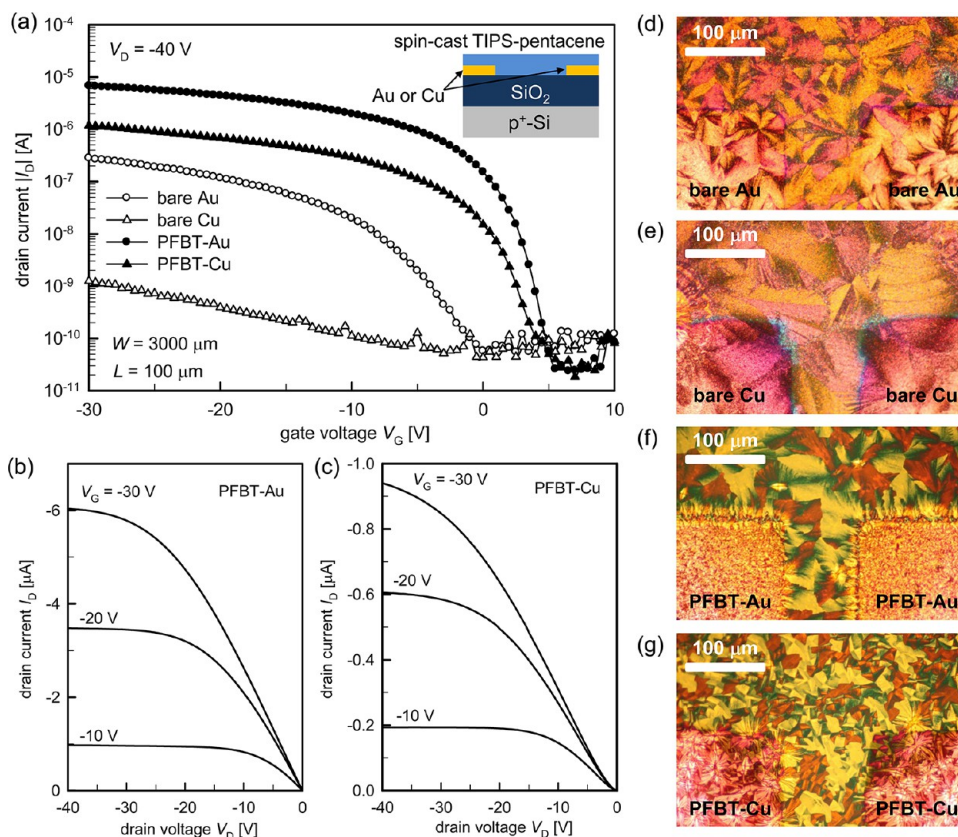 (a)
10⁻⁴
10⁻⁵
10⁻⁶
10⁻⁷
10⁻⁸
10⁻⁹
10⁻¹⁰
10⁻¹¹
drain current |I_D| [A]
V_D = -40 V
spin-cast TIPS-pentacene
Au or Cu
SiO₂
p⁺-Si
bare Au
bare Cu
PFBT-Au
PFBT-Cu
W = 3000 μm
L = 100 μm
-30 -20 -10 0 10
gate voltage V_G [V]
(b)
V_G = -30 V
PFBT-Au
-20 V
-10 V
-6
-4
-2
0
drain current I_D [μA]
-40 -30 -20 -10 0
drain voltage V_D [V]
(c)
V_G = -30 V
PFBT-Cu
-20 V
-10 V
-1.0
-0.8
-0.6
-0.4
-0.2
0.0
drain current I_D [μA]
-40 -30 -20 -10 0
drain voltage V_D [V]
(d)
100 μm
bare Au
bare Au
(e)
100 μm
bare Cu
bare Cu
(f)
100 μm
PFBT-Au
PFBT-Au
(g)
100 μm
PFBT-Cu
PFBT-Cu